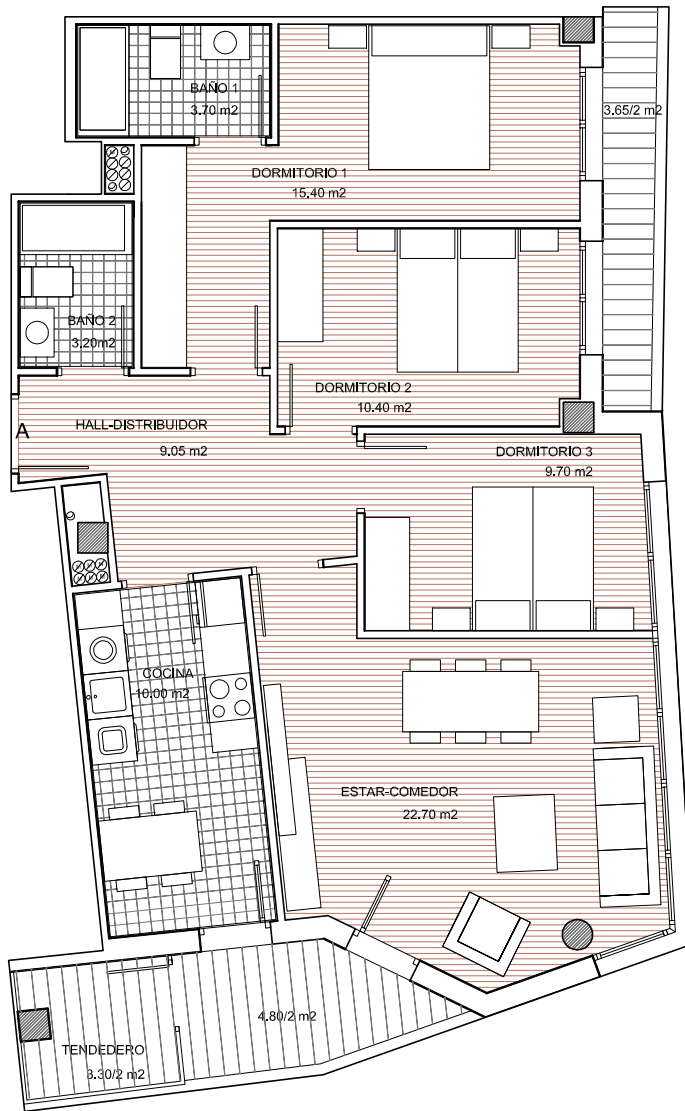 BAÑO 1
3.70 m2
3.65/2 m2
DORMITORIO 1
15.40 m2
BAÑO 2
3.20m2
DORMITORIO 2
10.40 m2
HALL-DISTRIBUIDOR
9.05 m2
A
DORMITORIO 3
9.70 m2
COCINA
10.00 m2
ESTAR-COMEDOR
22.70 m2
4.80/2 m2
TENDEDERO
3.30/2 m2